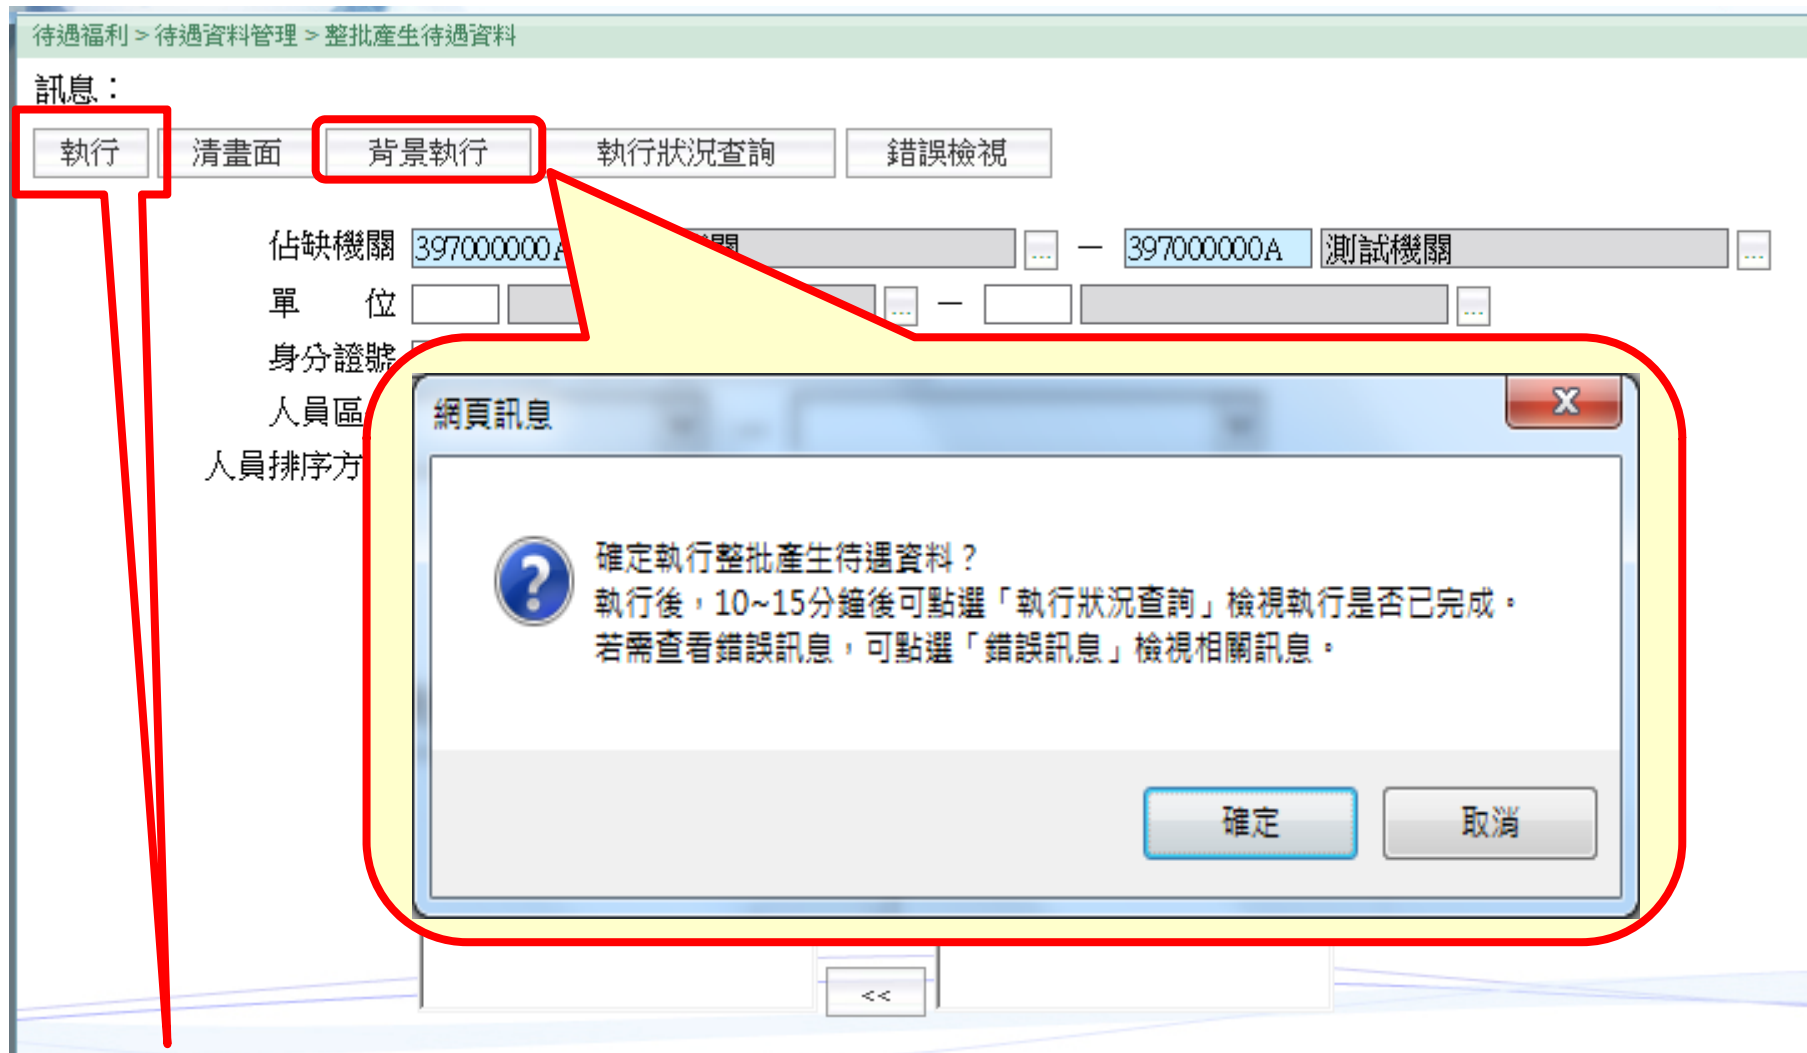 待遇福利 > 待遇資料管理 > 整批產生待遇資料
訊息：
執行 清畫面 背景執行 執行狀況查詢 錯誤檢視
佔缺機關 397000000A 關 ... － 397000000A 測試機關 ...
單 位 ... － ...
身分證號
人員區
人員排序方
網頁訊息
確定執行整批產生待遇資料？
執行後，10~15分鐘後可點選「執行狀況查詢」檢視執行是否已完成。
若需查看錯誤訊息，可點選「錯誤訊息」檢視相關訊息。
確定 取消
<<